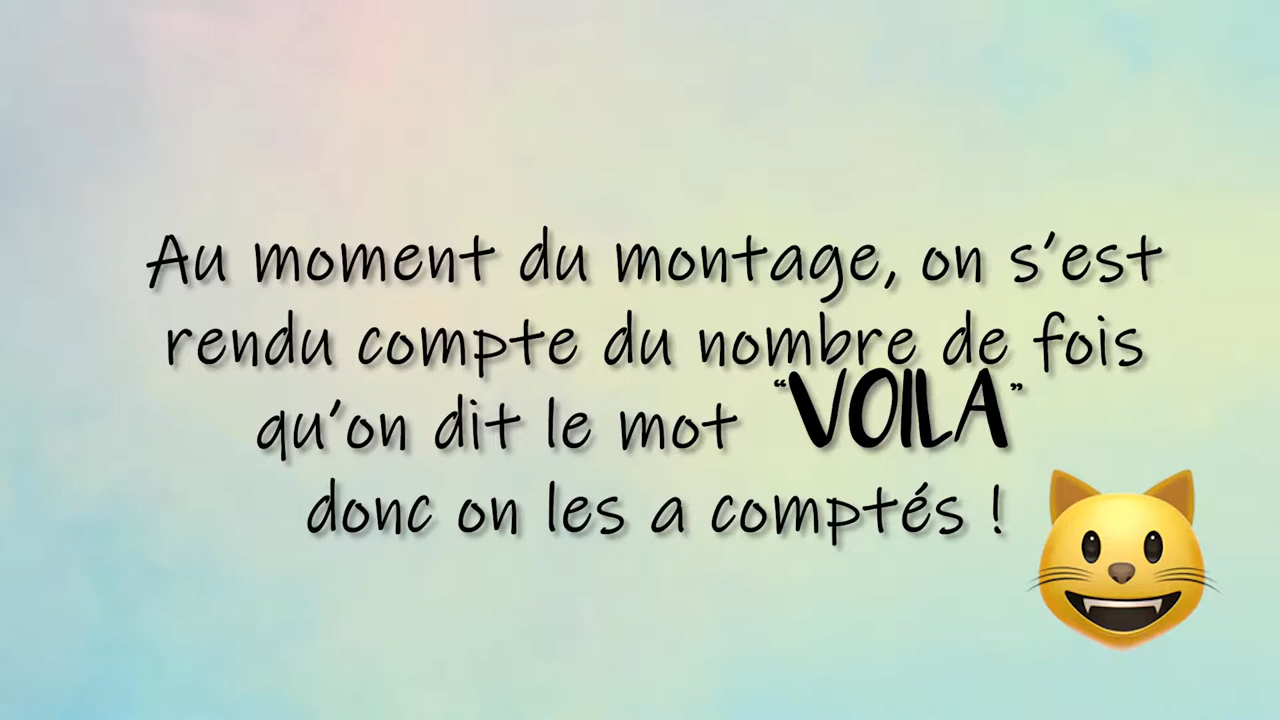 Au moment du montage, on s’est
rendu compte du nombre de fois
qu’on dit le mot “VOILA”
donc on les a comptés !